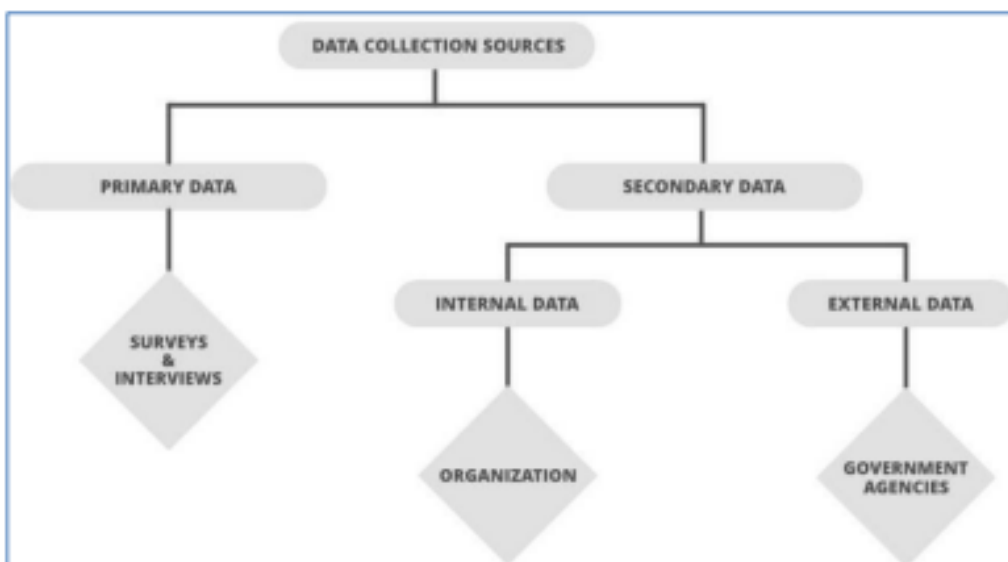 DATA COLLECTION SOURCES
PRIMARY DATA
SECONDARY DATA
INTERNAL DATA
EXTERNAL DATA
SURVEYS
&
INTERVIEWS
ORGANIZATION
GOVERNMENT
AGENCIES